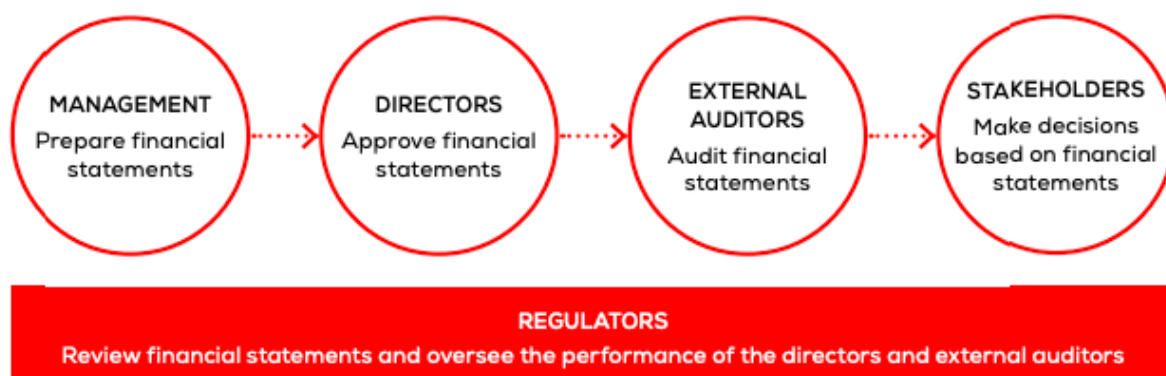 MANAGEMENT
Prepare financial
statements
DIRECTORS
Approve financial
statements
EXTERNAL
AUDITORS
Audit financial
statements
STAKEHOLDERS
Make decisions
based on financial
statements
REGULATORS
Review financial statements and oversee the performance of the directors and external auditors